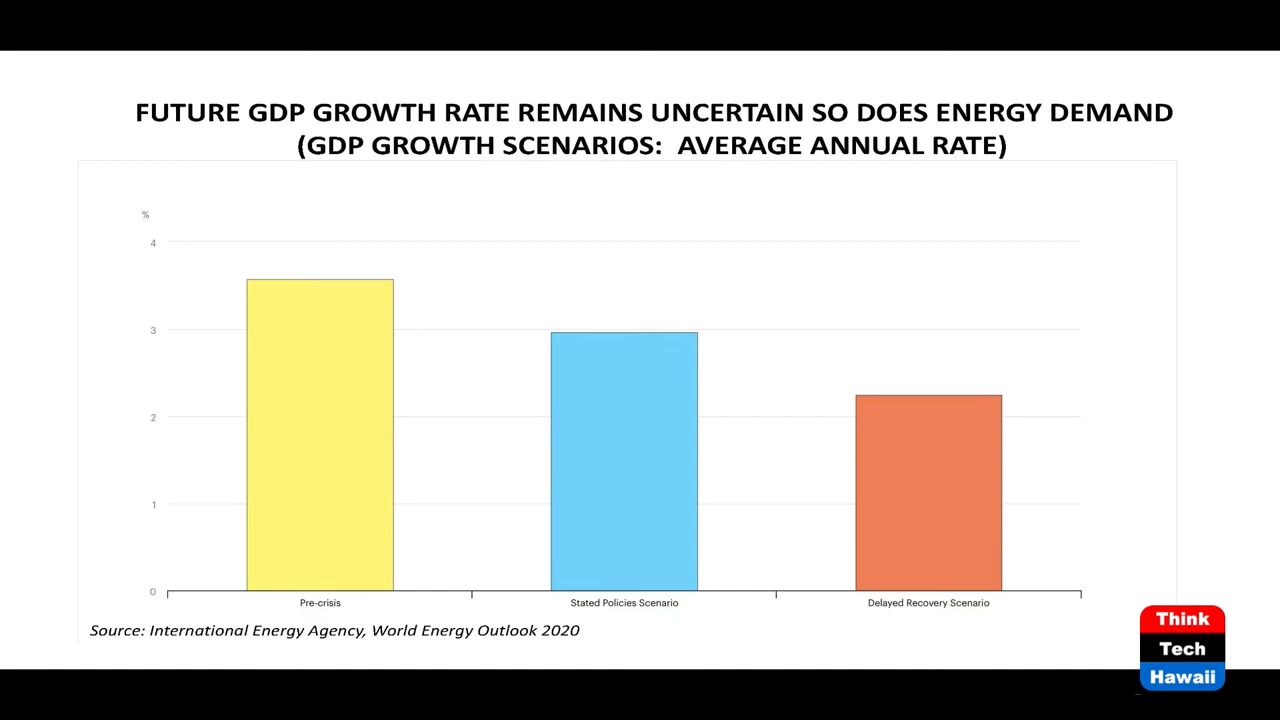 FUTURE GDP GROWTH RATE REMAINS UNCERTAIN SO DOES ENERGY DEMAND
(GDP GROWTH SCENARIOS:  AVERAGE ANNUAL RATE)
%
4
3
2
1
0
Pre-crisis
Stated Policies Scenario
Delayed Recovery Scenario
Source: International Energy Agency, World Energy Outlook 2020
Think
Tech
Hawaii